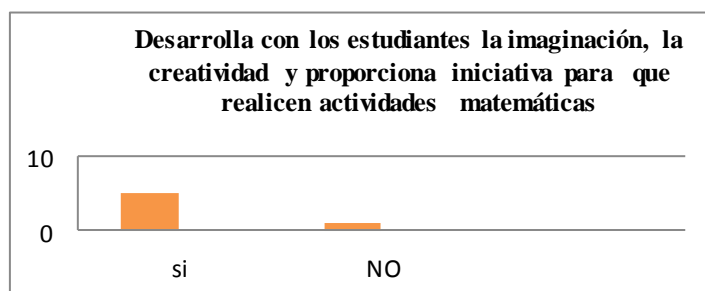 Desarrolla con los estudiantes la imaginación, la
creatividad y proporciona iniciativa para que
realicen actividades matemáticas
10
0
si NO